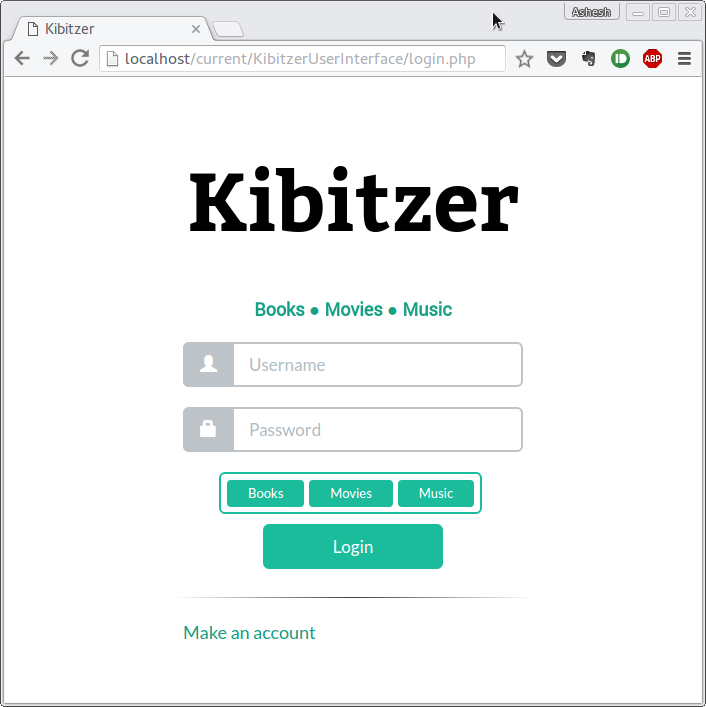 Ashesh
Kibitzer
localhost/current/KibitzerUserInterface/login.php
ABP
Kibitzer
Books ● Movies ● Music
Username
Password
Books Movies Music
Login
Make an account